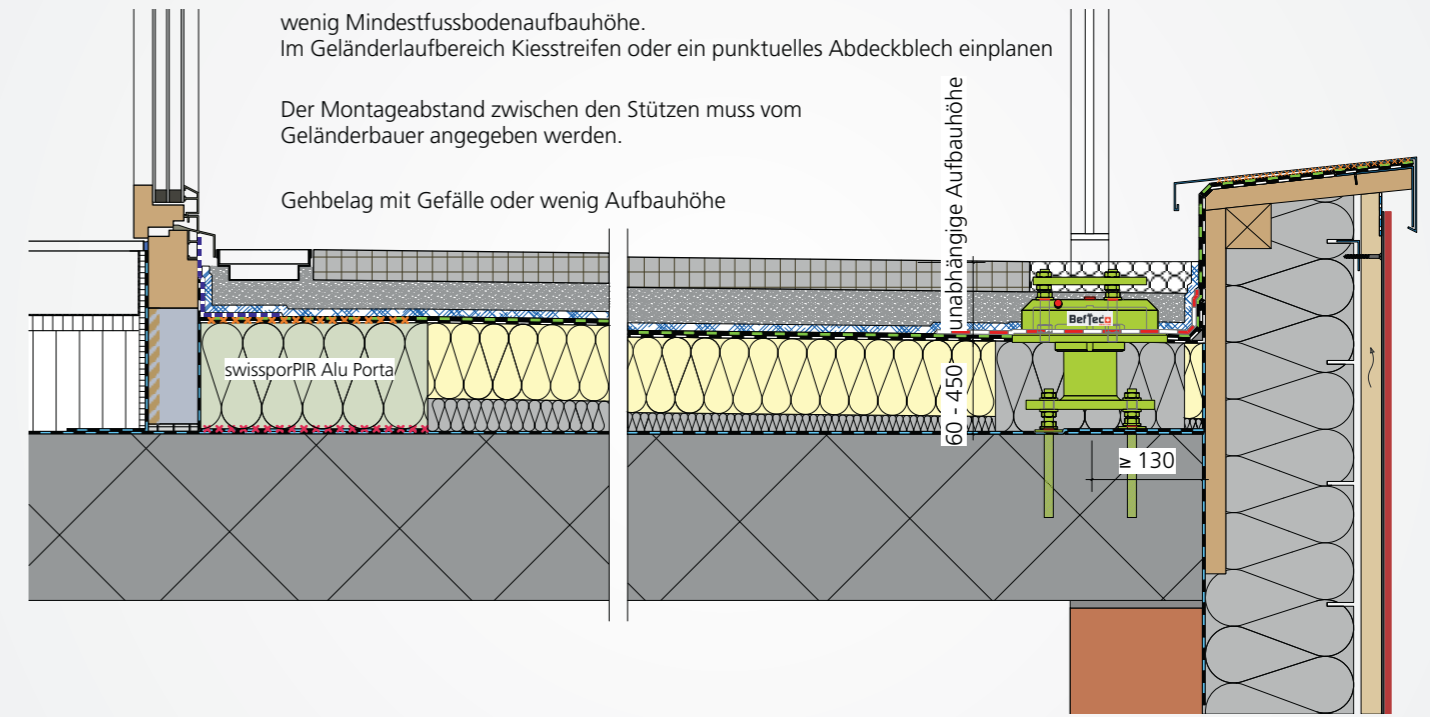 wenig Mindestfussbodenaufbauhöhe.
Im Geländerlaufbereich Kiesstreifen oder ein punktuelles Abdeckblech einplanen
Der Montageabstand zwischen den Stützen muss vom
Geländerbauer angegeben werden.
Gehbelag mit Gefälle oder wenig Aufbauhöhe
unabhängige Aufbauhöhe
60 - 450
BefTec
swissporPIR Alu Porta
≥ 130